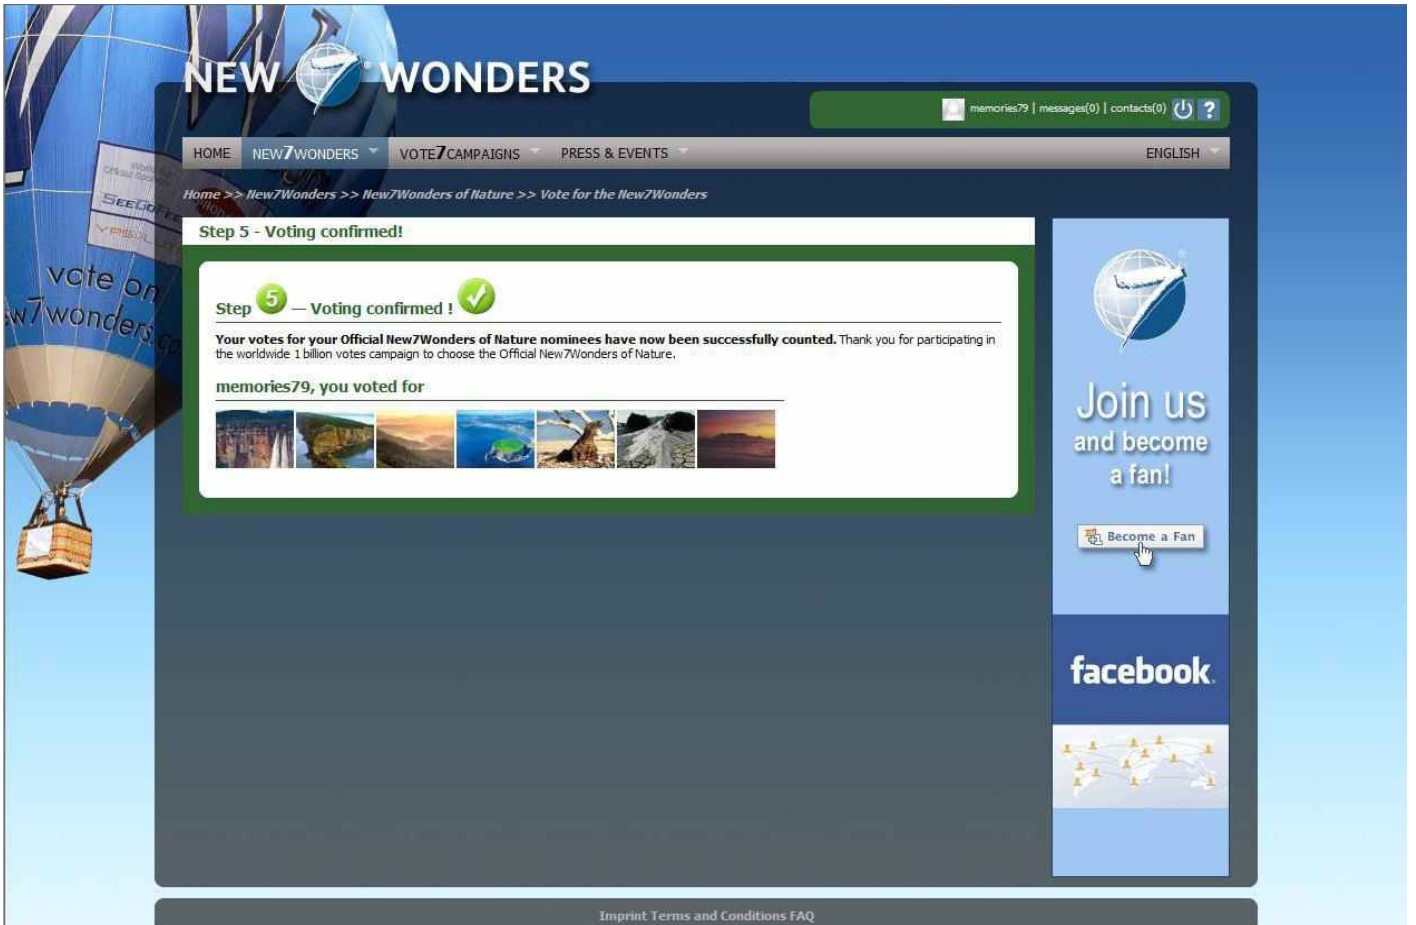 NEW 7 ® WONDERS
memories79 | messages(0) | contacts(0) ?
HOME NEW7WONDERS VOTE7CAMPAIGNS PRESS & EVENTS ENGLISH
Home >> New7Wonders >> New7Wonders of Nature >> Vote for the New7Wonders
SEEGOFEE
vote on
w7wonders.co
Step 5 - Voting confirmed!
Step 5 — Voting confirmed !
Your votes for your Official New7Wonders of Nature nominees have now been successfully counted. Thank you for participating in
the worldwide 1 billion votes campaign to choose the Official New7Wonders of Nature.
memories79, you voted for
7 ®
Join us
and become
a fan!
Become a Fan
facebook.
Imprint Terms and Conditions FAQ